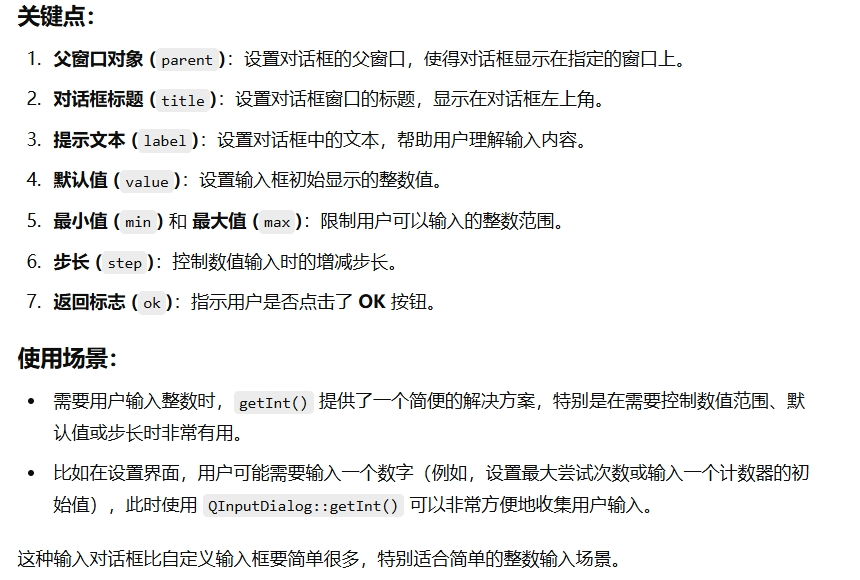 关键点：
1. 父窗口对象 (parent)：设置对话框的父窗口，使得对话框显示在指定的窗口上。
2. 对话框标题 (title)：设置对话框窗口的标题，显示在对话框左上角。
3. 提示文本 (label)：设置对话框中的文本，帮助用户理解输入内容。
4. 默认值 (value)：设置输入框初始显示的整数值。
5. 最小值 (min) 和 最大值 (max)：限制用户可以输入的整数范围。
6. 步长 (step)：控制数值输入时的增减步长。
7. 返回标志 (ok)：指示用户是否点击了 OK 按钮。
使用场景：
• 需要用户输入整数时，getInt() 提供了一个简便的解决方案，特别是在需要控制数值范围、默
认值或步长时非常有用。
• 比如在设置界面，用户可能需要输入一个数字（例如，设置最大尝试次数或输入一个计数器的初
始值），此时使用 QInputDialog::getInt() 可以非常方便地收集用户输入。
这种输入对话框比自定义输入框要简单很多，特别适合简单的整数输入场景。